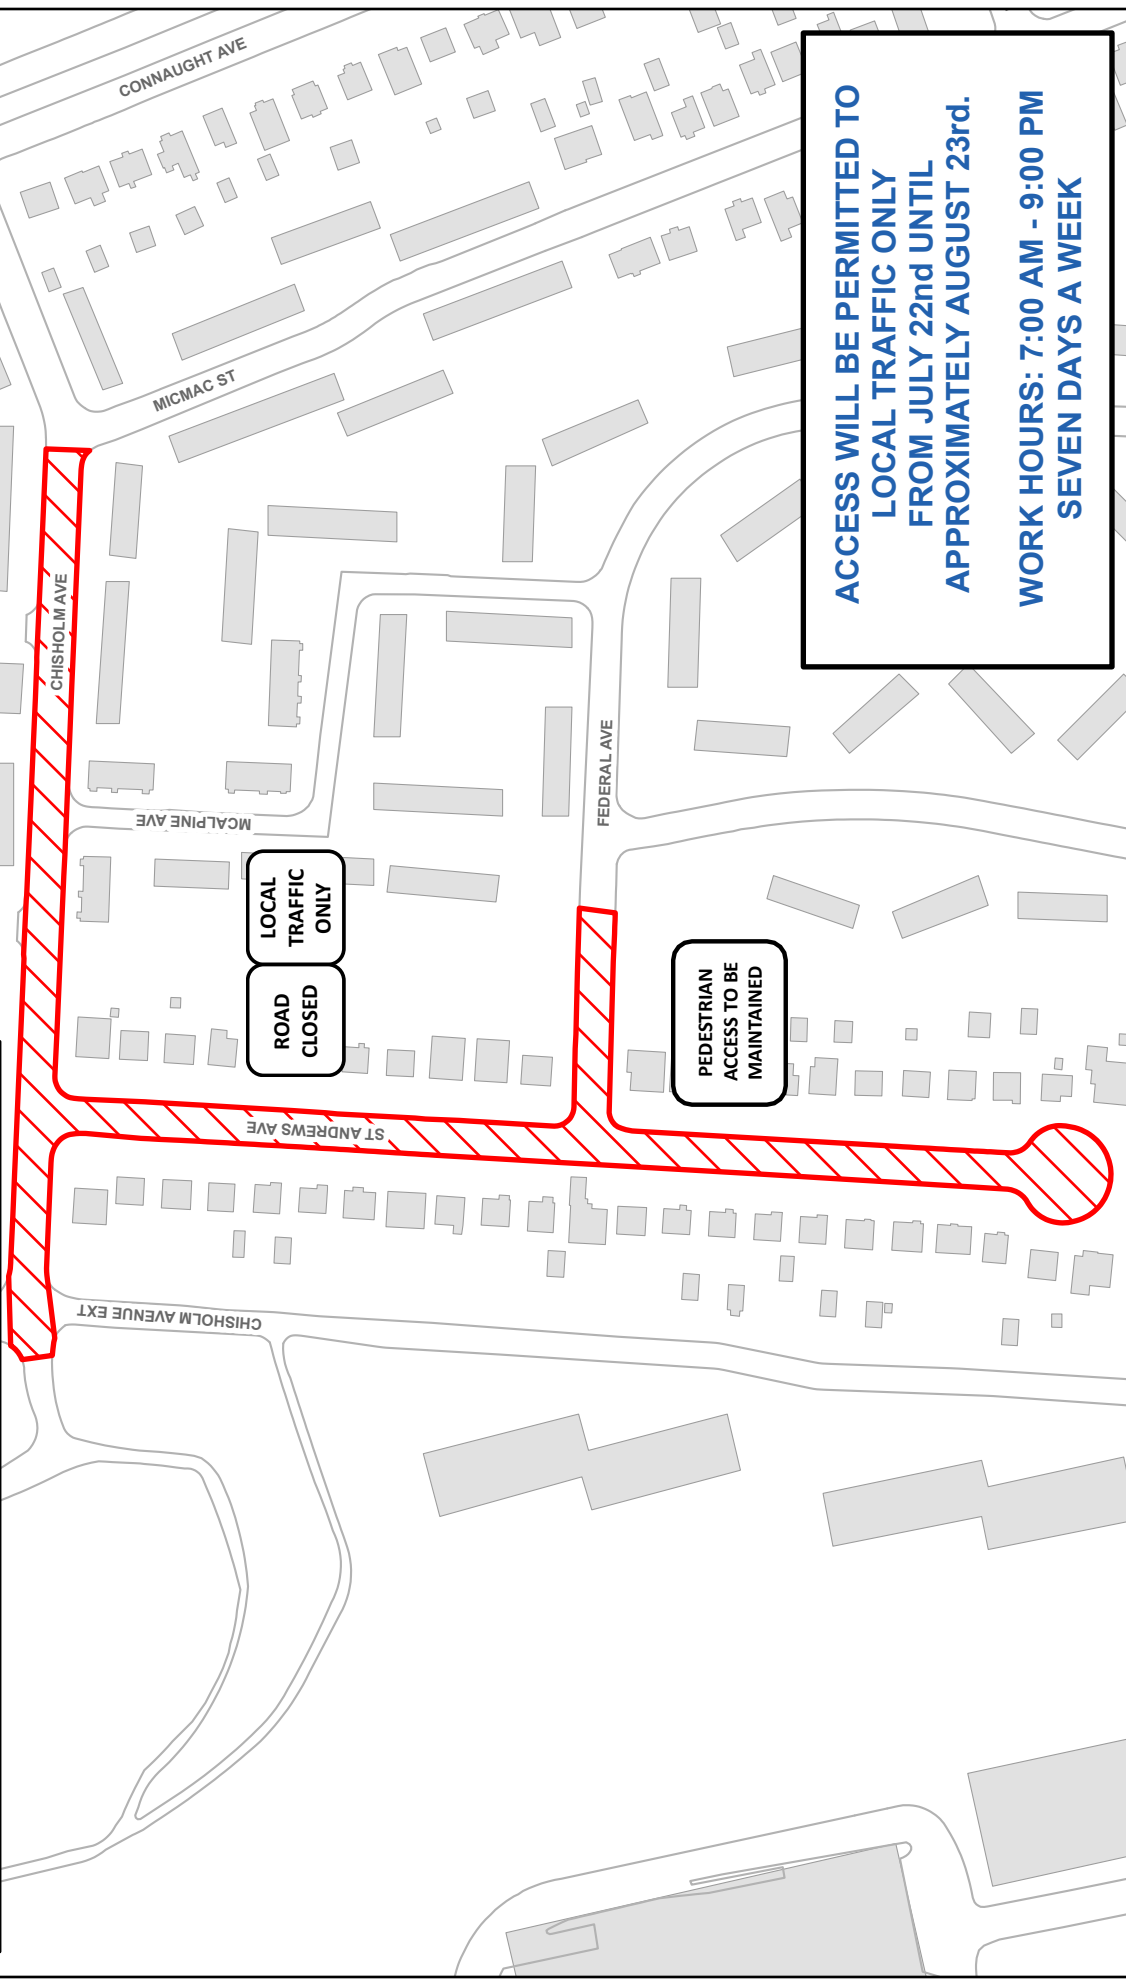 CONNAUGHT AVE
MICMAC ST
CHISHOLM AVE
MCALPINE AVE
FEDERAL AVE
ST ANDREWS AVE
CHISHOLM AVENUE EXT
ROAD
CLOSED
LOCAL
TRAFFIC
ONLY
PEDESTRIAN
ACCESS TO BE
MAINTAINED
ACCESS WILL BE PERMITTED TO
LOCAL TRAFFIC ONLY
FROM JULY 22nd UNTIL
APPROXIMATELY AUGUST 23rd.
WORK HOURS: 7:00 AM - 9:00 PM
SEVEN DAYS A WEEK